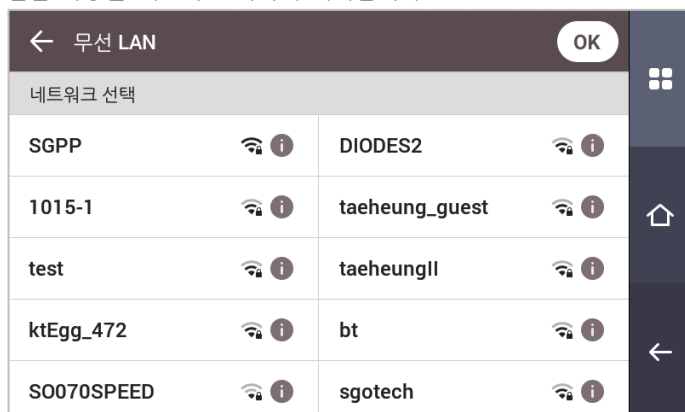 무선 LAN
OK
네트워크 선택
SGPP
DIODES2
1015-1
taeheung_guest
test
taeheungII
ktEgg_472
bt
SO070SPEED
sgotech